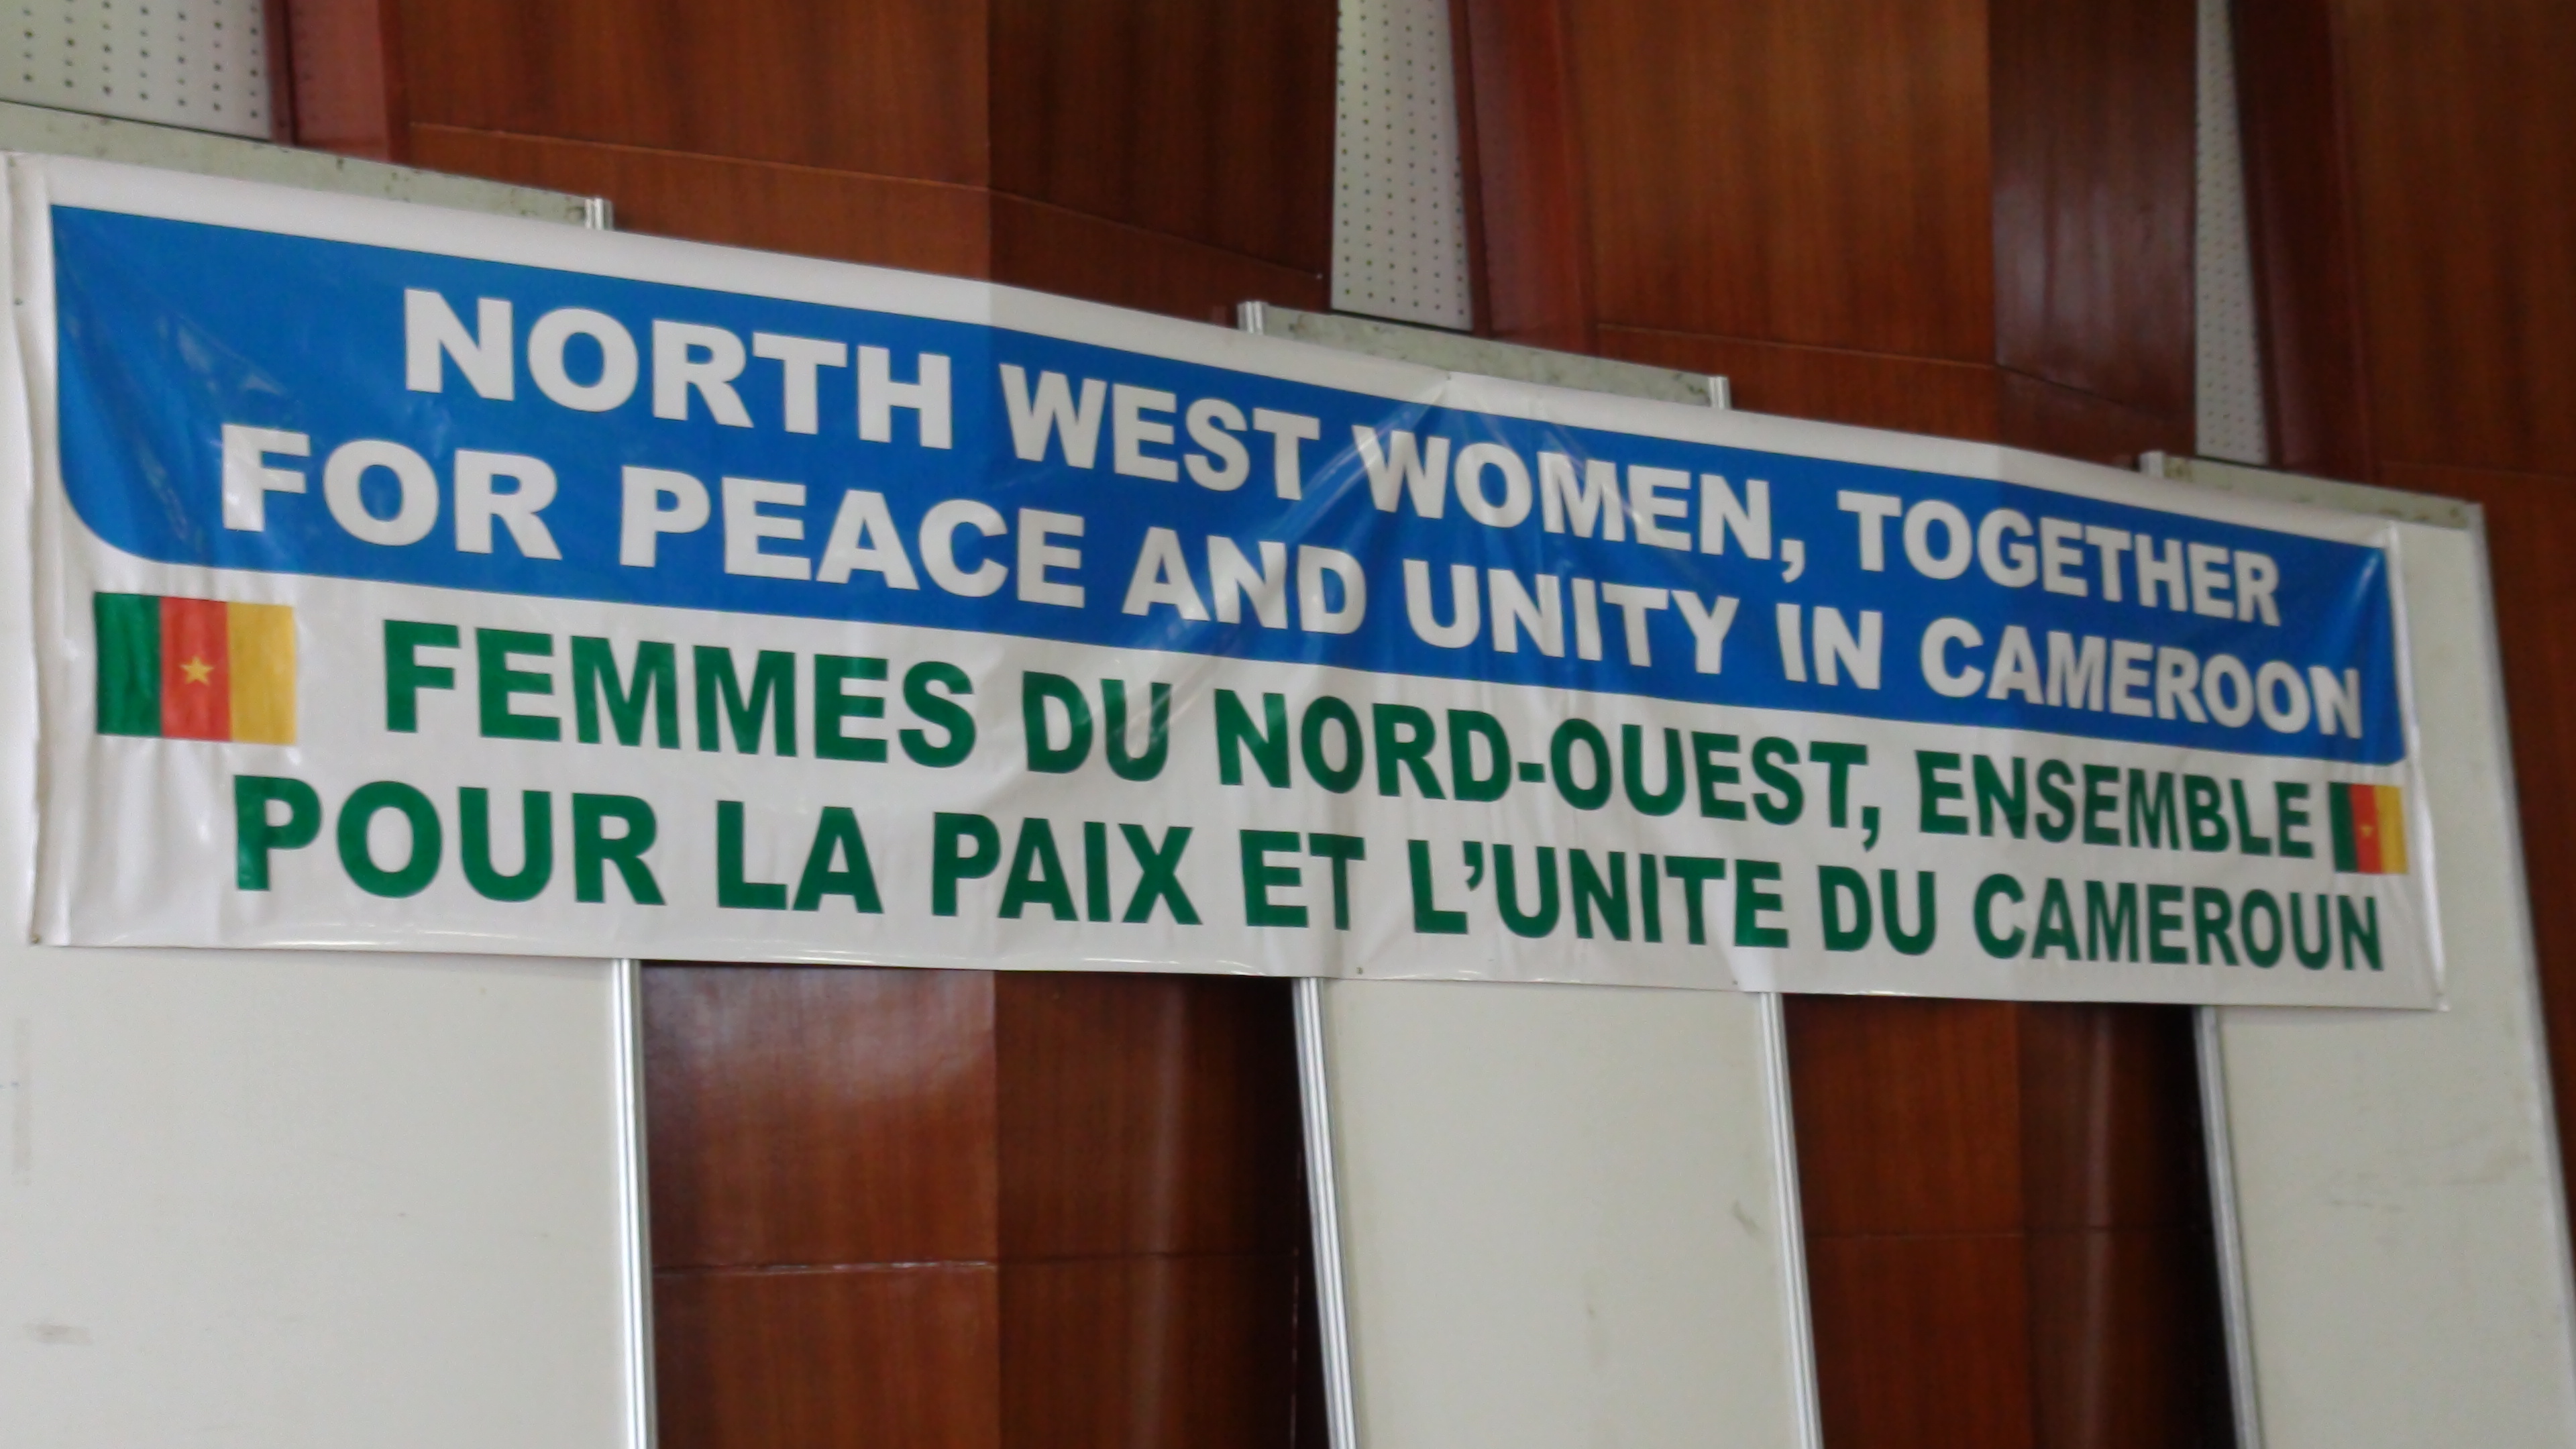 NORTH WEST WOMEN, TOGETHER
FOR PEACE AND UNITY IN CAMEROON
FEMMES DU NORD-OUEST, ENSEMBLE
POUR LA PAIX ET L'UNITE DU CAMEROUN